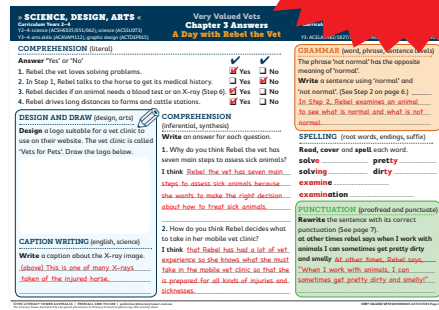 » SCIENCE, DESIGN, ARTS «
Curriculum Years 2–4
Very Valued Vets
Chapter 3 Answers
A Day with Rebel the Vet
COMPREHENSION (literal)
Answer 'Yes' or 'No'
1. Rebel the vet loves solving problems. Yes No
2. In Step 1, Rebel talks to the horse to get its medical history. Yes No
3. Rebel decides if an animal needs a blood test or an X-ray (Step 6). Yes No
4. Rebel drives long distances to farms and cattle stations. Yes No
DESIGN AND DRAW (design, arts)
Design a logo suitable for a vet clinic to
use on their website. The vet clinic is called
'Vets for Pets'. Draw the logo below.
CAPTION WRITING (english, science)
Write a caption about the X-ray image.
(above) This is one of many X-rays
taken of the injured horse.
COMPREHENSION
(inferential, synthesis)
Write an answer for each question.
1. Why do you think Rebel the vet has
seven main steps to assess sick animals?
I think Rebel the vet has seven main
steps to assess sick animals because
she wants to make the right decision
about how to treat sick animals.
2. How do you think Rebel decides what
to take in her mobile vet clinic?
I think that Rebel has had a lot of vet
experience so she knows what she must
take in the mobile vet clinic so that she
is prepared for all kinds of injuries and
sicknesses.
GRAMMAR (word, phrase, sentence levels)
The phrase 'not normal' has the opposite
meaning of 'normal'.
Write a sentence using 'normal' and
'not normal'. (See Step 2 on page 6.)
In Step 2, Rebel examines an animal
to see what is normal and what is not
normal.
SPELLING (root words, endings, suffix)
Read, cover and spell each word.
solve pretty
solving dirty
examine
examination
PUNCTUATION (proofread and punctuate)
Rewrite the sentence with its correct
punctuation (See page 7).
at other times rebel says when I work with
animals I can sometimes get pretty dirty
and smelly At other times, Rebel says,
"When I work with animals, I can
sometimes get pretty dirty and smelly!"